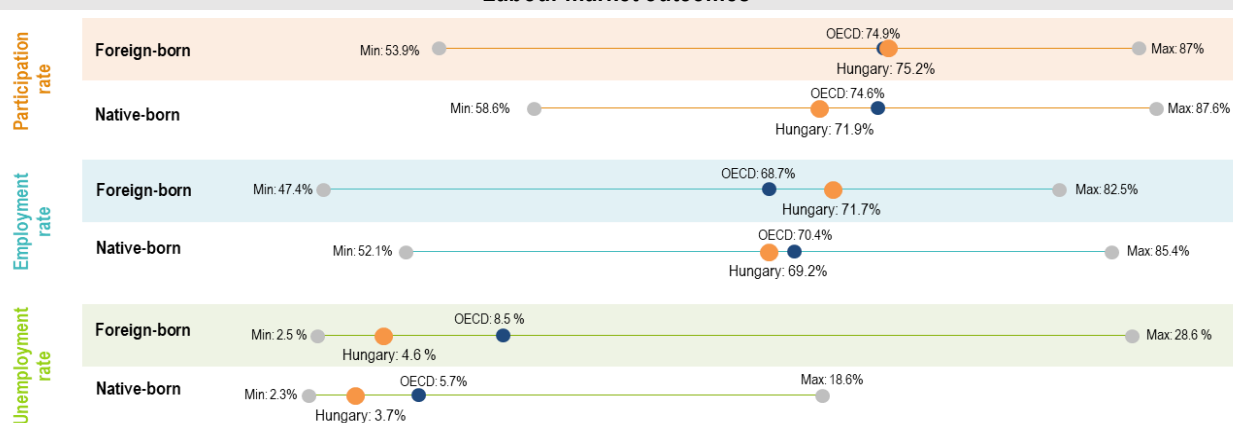 Labour market outcomes
Participation rate
Foreign-born
Min: 53.9%
OECD: 74.9%
Hungary: 75.2%
Max: 87%
Native-born
Min: 58.6%
OECD: 74.6%
Hungary: 71.9%
Max: 87.6%
Employment rate
Foreign-born
Min: 47.4%
OECD: 68.7%
Hungary: 71.7%
Max: 82.5%
Native-born
Min: 52.1%
OECD: 70.4%
Hungary: 69.2%
Max: 85.4%
Unemployment rate
Foreign-born
Min: 2.5 %
OECD: 8.5 %
Hungary: 4.6 %
Max: 28.6 %
Native-born
Min: 2.3%
OECD: 5.7%
Hungary: 3.7%
Max: 18.6%